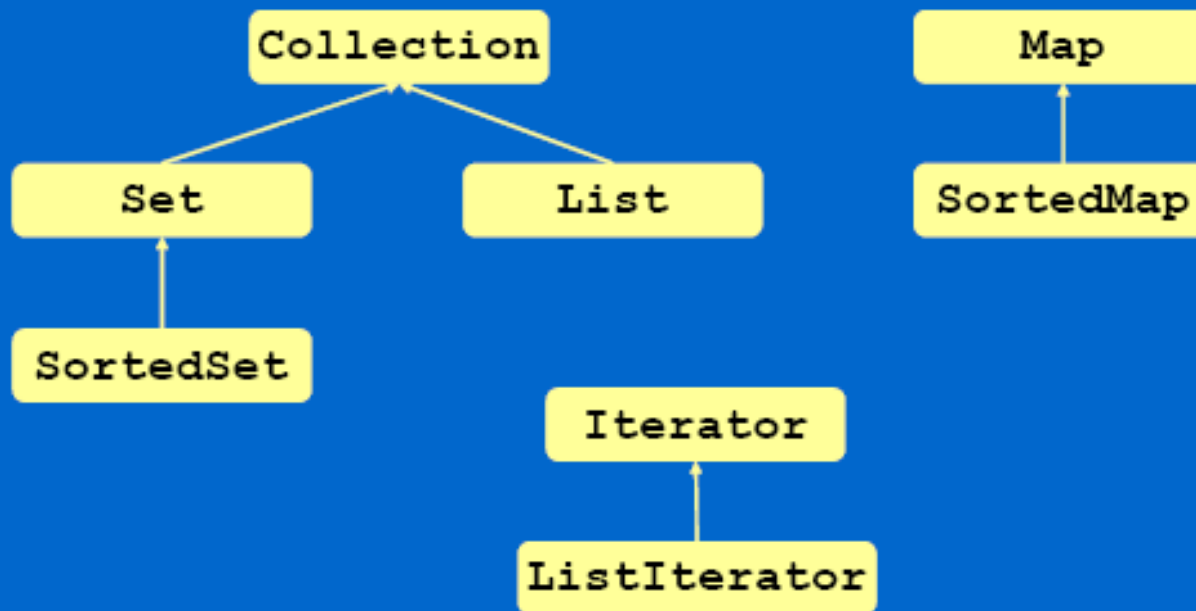 Collection
Map
Set
List
SortedMap
SortedSet
Iterator
ListIterator